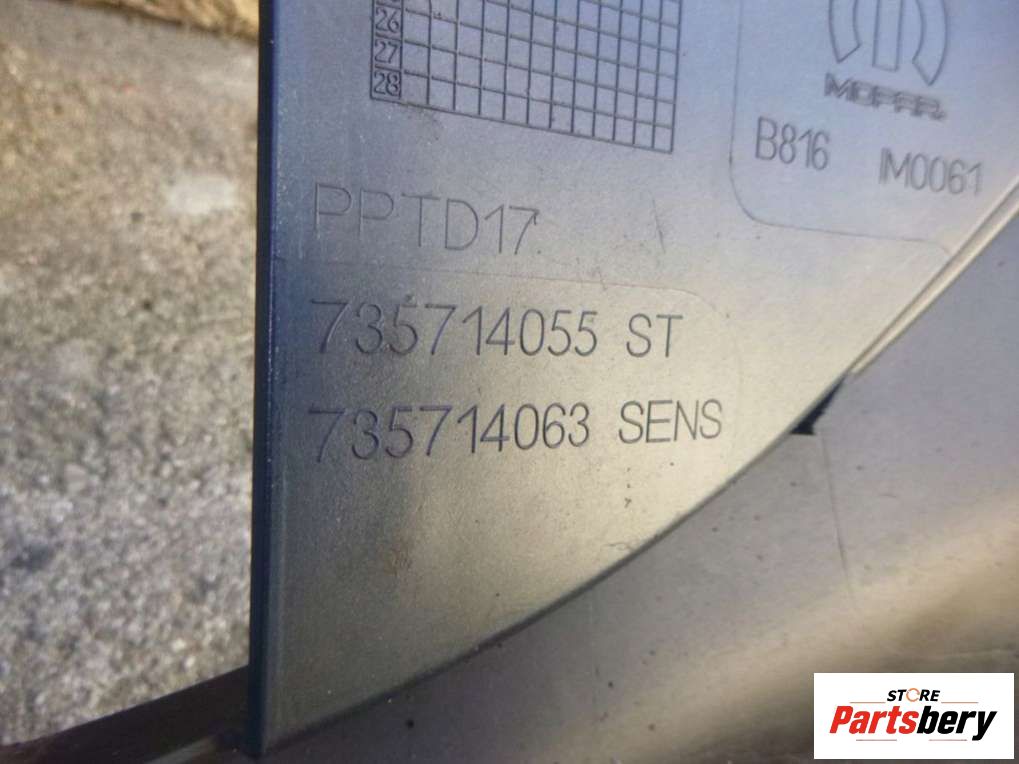 26
27
28
MOPAR
B816 IM0061
PPTD17
735714055 ST
735714063 SENS
STORE
Partsbery